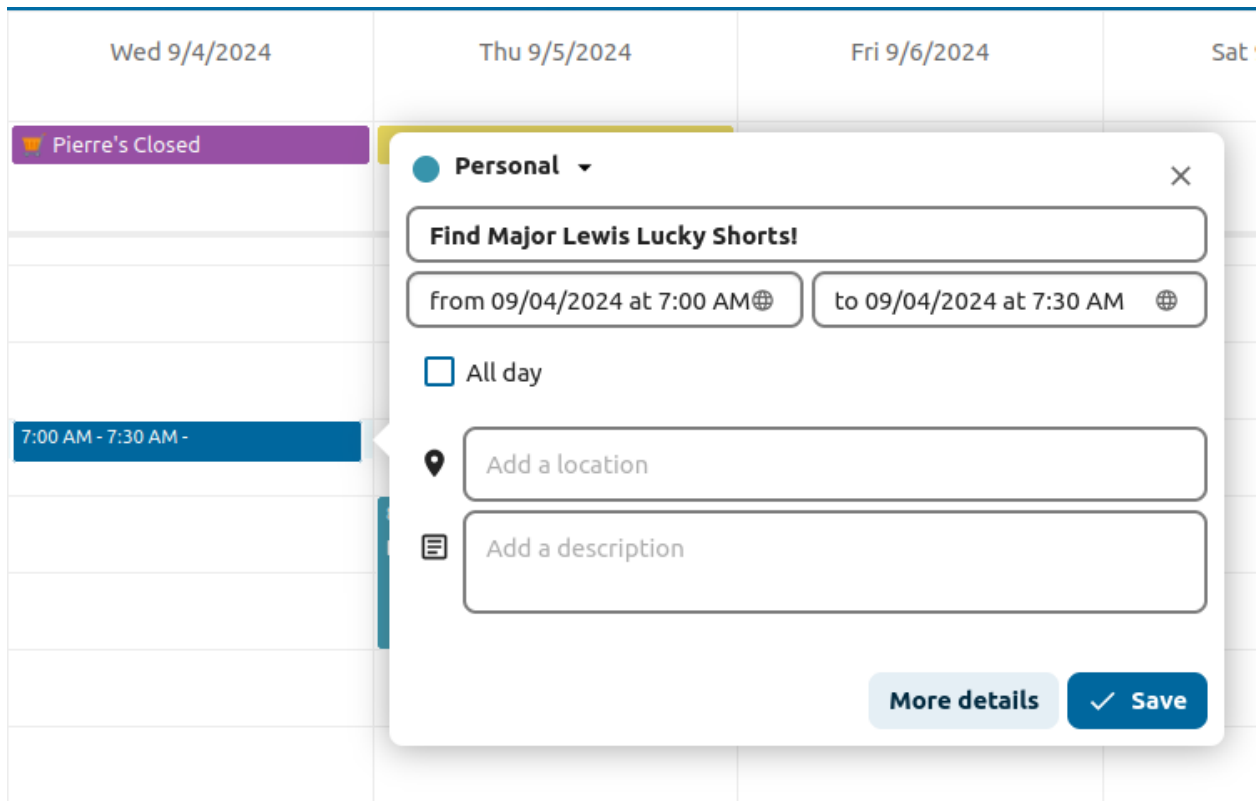 Wed 9/4/2024
Thu 9/5/2024
Fri 9/6/2024
Sat
Pierre's Closed
Personal
Find Major Lewis Lucky Shorts!
from 09/04/2024 at 7:00 AM
to 09/04/2024 at 7:30 AM
All day
7:00 AM - 7:30 AM -
Add a location
Add a description
More details
Save